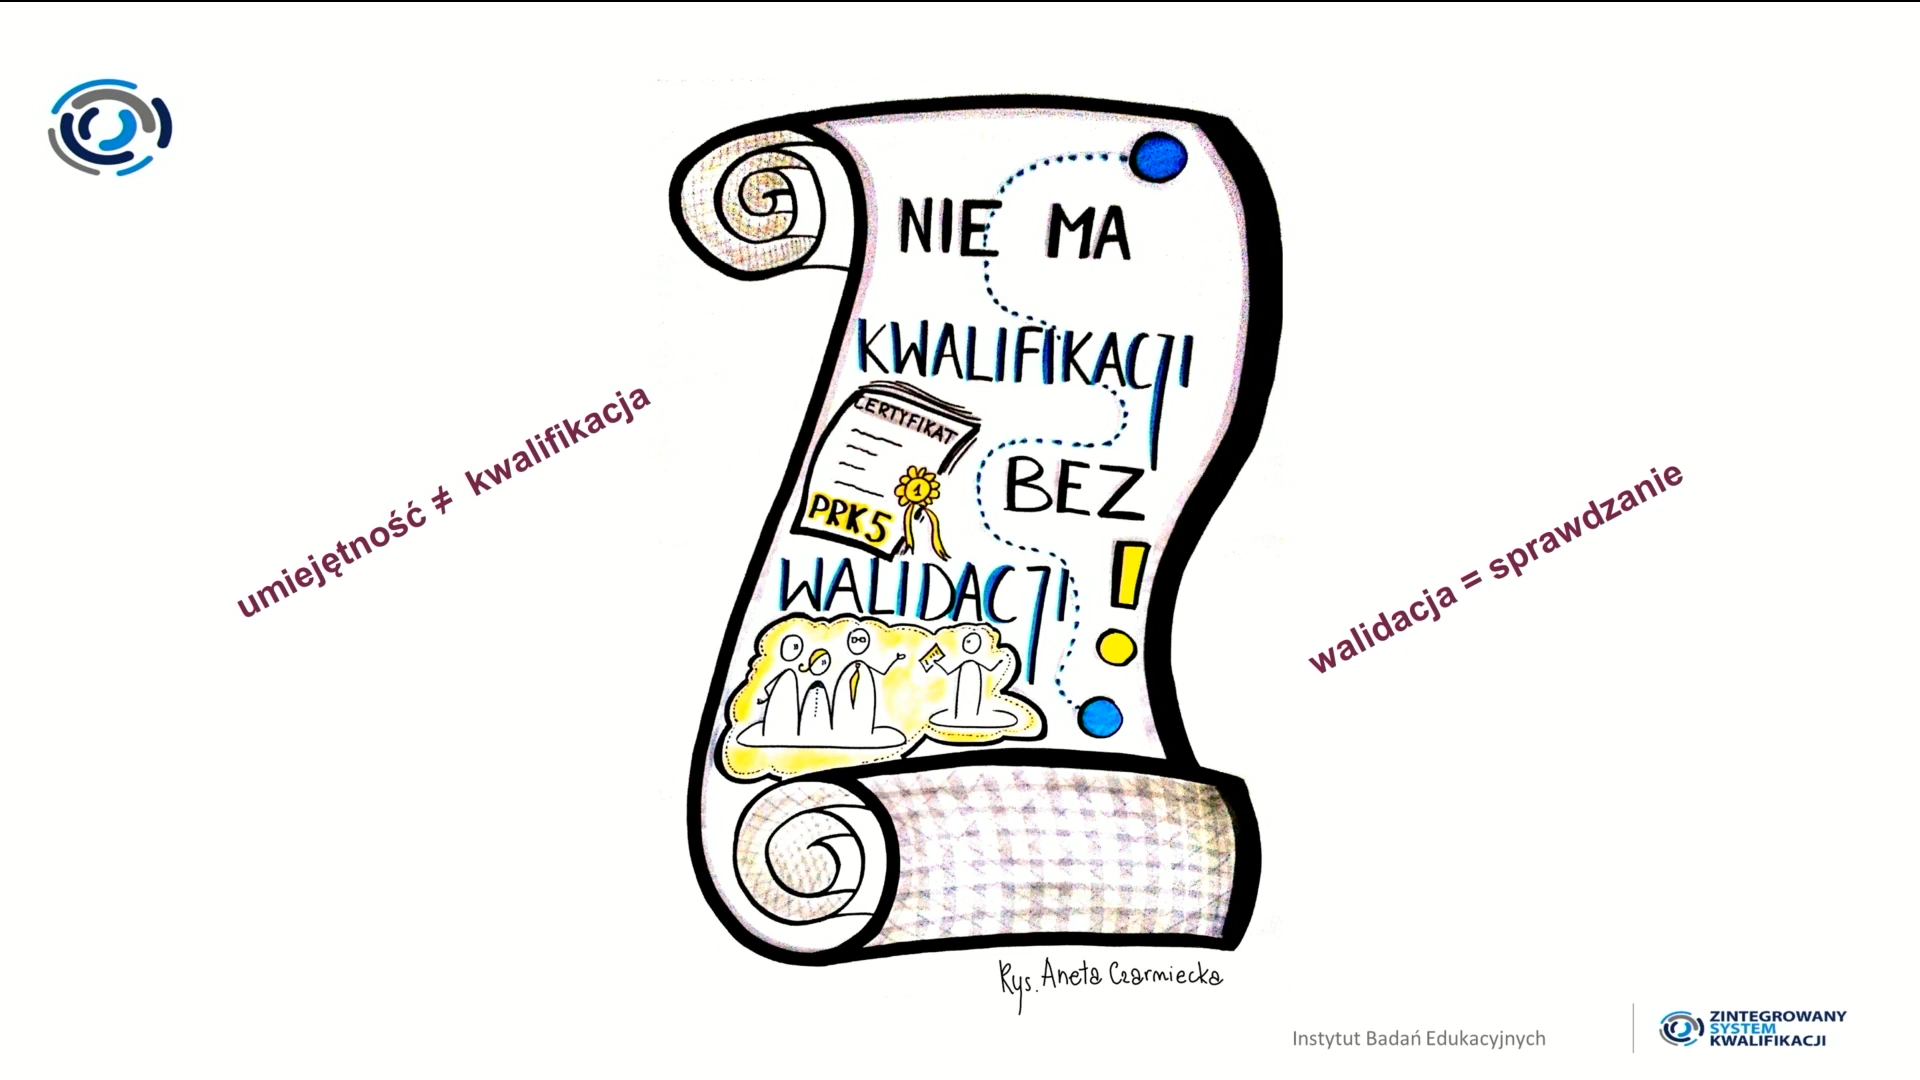 NIE MA
KWALIFIKACJI
CERTYFIKAT
1
PRK5
BEZ
WALIDACJI !
umiejętność ≠ kwalifikacja
walidacja = sprawdzanie
Rys. Aneta Czarniecka
Instytut Badań Edukacyjnych
ZINTEGROWANY
SYSTEM
KWALIFIKACJI